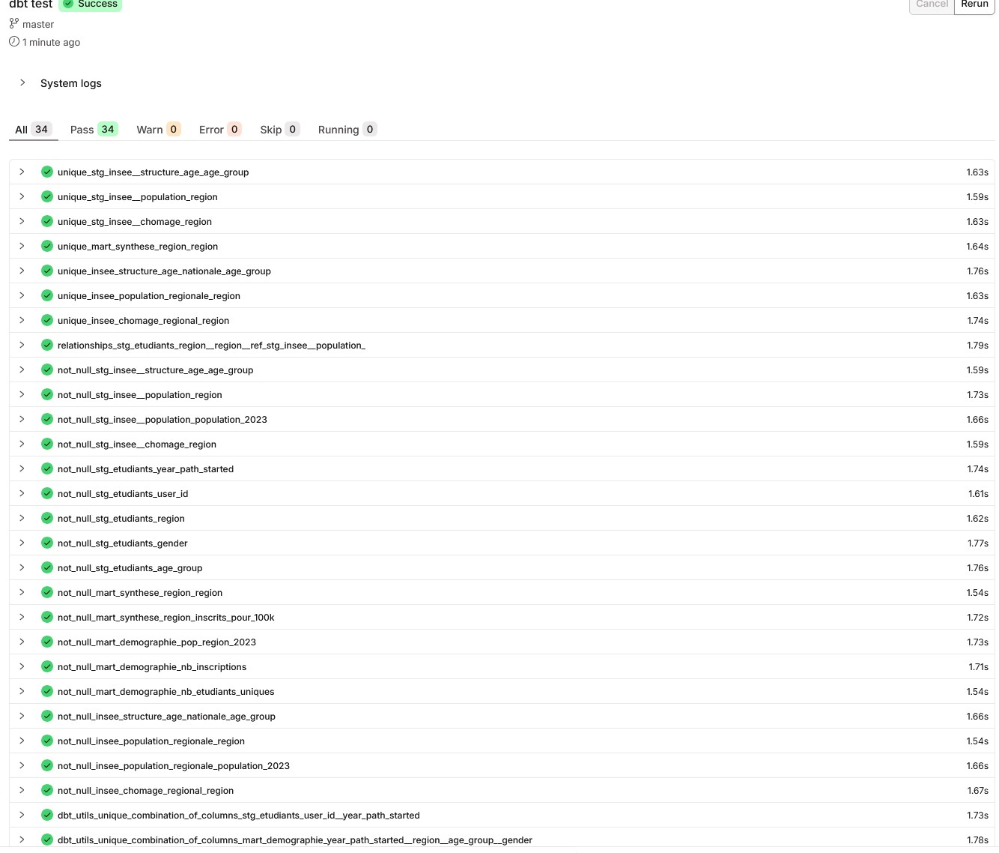 dbt test Success Cancel Rerun
master
1 minute ago
System logs
All 34 Pass 34 Warn 0 Error 0 Skip 0 Running 0
unique_stg_insee__structure_age_age_group 1.63s
unique_stg_insee__population_region 1.59s
unique_stg_insee__chomage_region 1.63s
unique_mart_synthese_region_region 1.64s
unique_insee_structure_age_nationale_age_group 1.76s
unique_insee_population_regionale_region 1.63s
unique_insee_chomage_regional_region 1.74s
relationships_stg_etudiants_region__region__ref_stg_insee__population_ 1.79s
not_null_stg_insee__structure_age_age_group 1.59s
not_null_stg_insee__population_region 1.73s
not_null_stg_insee__population_population_2023 1.66s
not_null_stg_insee__chomage_region 1.59s
not_null_stg_etudiants_year_path_started 1.74s
not_null_stg_etudiants_user_id 1.61s
not_null_stg_etudiants_region 1.62s
not_null_stg_etudiants_gender 1.77s
not_null_stg_etudiants_age_group 1.76s
not_null_mart_synthese_region_region 1.54s
not_null_mart_synthese_region_inscrits_pour_100k 1.72s
not_null_mart_demographie_pop_region_2023 1.73s
not_null_mart_demographie_nb_inscriptions 1.71s
not_null_mart_demographie_nb_etudiants_uniques 1.54s
not_null_insee_structure_age_nationale_age_group 1.66s
not_null_insee_population_regionale_region 1.54s
not_null_insee_population_regionale_population_2023 1.66s
not_null_insee_chomage_regional_region 1.67s
dbt_utils_unique_combination_of_columns_stg_etudiants_user_id__year_path_started 1.73s
dbt_utils_unique_combination_of_columns_mart_demographie_year_path_started__region__age_group__gender 1.78s